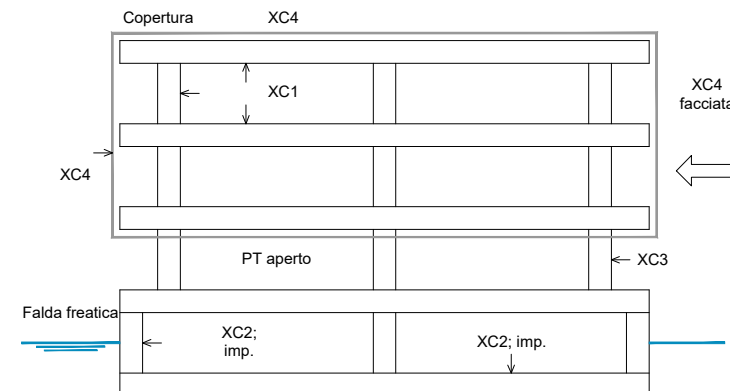 Copertura XC4
XC1
XC4
facciata
XC4
PT aperto
XC3
Falda freatica
XC2;
imp.
XC2; imp.